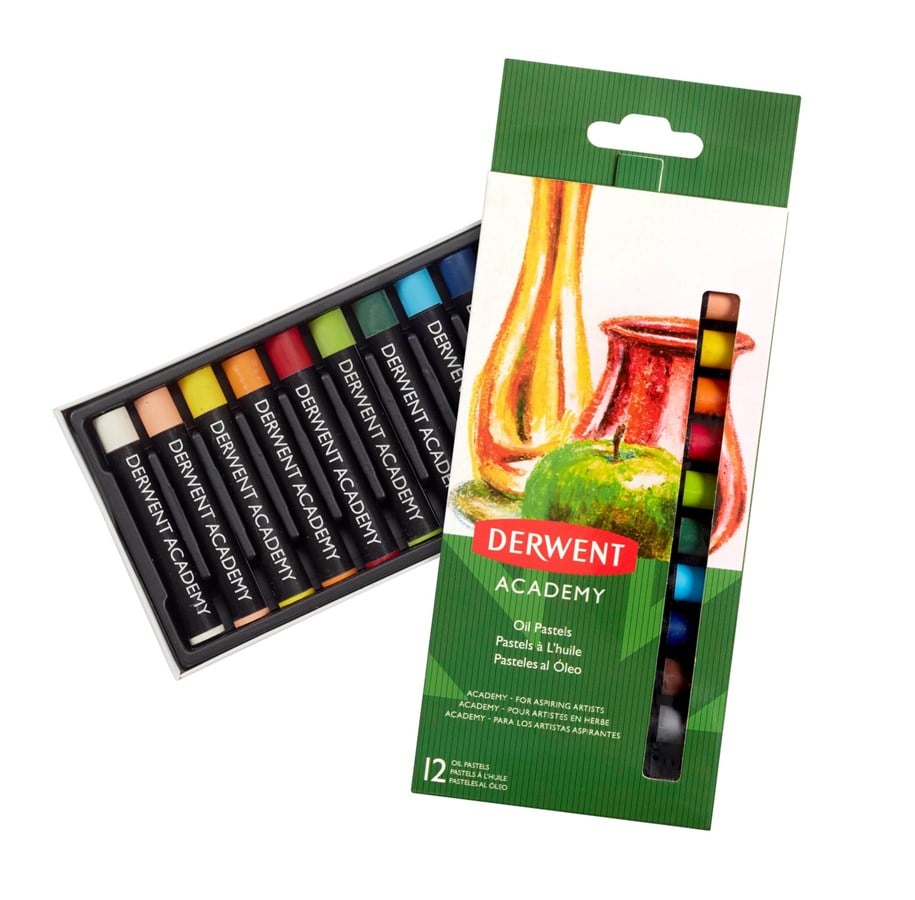 DERWENT ACADEMY
DERWENT ACADEMY
DERWENT ACADEMY
DERWENT ACADEMY
DERWENT ACADEMY
DERWENT ACADEMY
DERWENT ACADEMY
DERWENT
DERWENT
ACADEMY
Oil Pastels
Pastels à L'huile
Pasteles al Óleo
ACADEMY - FOR ASPIRING ARTISTS
ACADEMY - POUR ARTISTES EN HERBE
ACADEMY - PARA LOS ARTISTAS ASPIRANTES
12 OIL PASTELS
PASTELS À L'HUILE
PASTELES AL ÓLEO